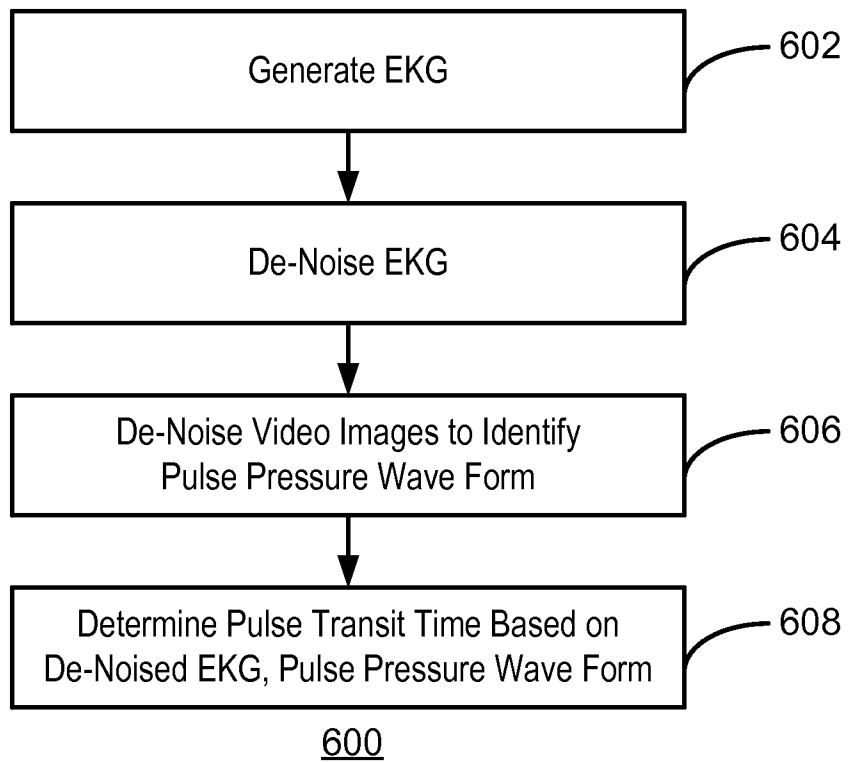 Generate EKG
602
De-Noise EKG
604
De-Noise Video Images to Identify
Pulse Pressure Wave Form
606
Determine Pulse Transit Time Based on
De-Noised EKG, Pulse Pressure Wave Form
608
600